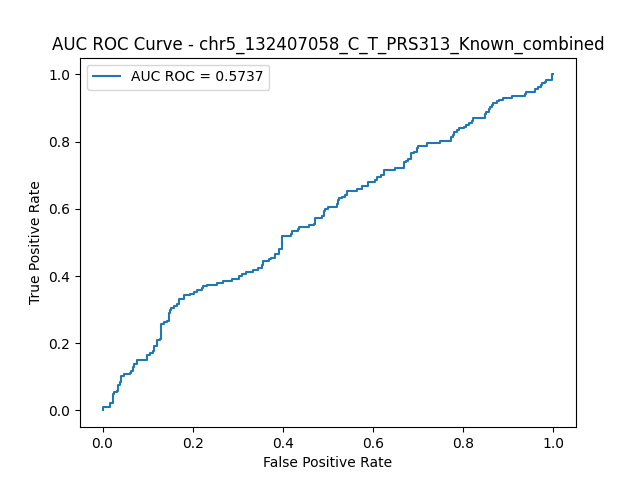 AUC ROC Curve - chr5_132407058_C_T_PRS313_Known_combined
AUC ROC = 0.5737
1.0
0.8
0.6
0.4
0.2
0.0
True Positive Rate
0.0 0.2 0.4 0.6 0.8 1.0
False Positive Rate